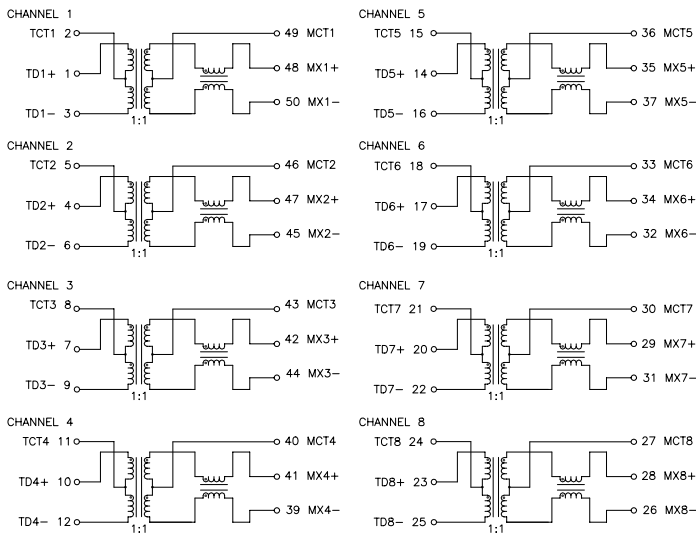 CHANNEL 1
TCT1 2
49 MCT1
TD1+ 1
48 MX1+
50 MX1−
TD1− 3
1:1
CHANNEL 5
TCT5 15
36 MCT5
TD5+ 14
35 MX5+
37 MX5−
TD5− 16
1:1
CHANNEL 2
TCT2 5
46 MCT2
TD2+ 4
47 MX2+
45 MX2−
TD2− 6
1:1
CHANNEL 6
TCT6 18
33 MCT6
TD6+ 17
34 MX6+
32 MX6−
TD6− 19
1:1
CHANNEL 3
TCT3 8
43 MCT3
TD3+ 7
42 MX3+
44 MX3−
TD3− 9
1:1
CHANNEL 7
TCT7 21
30 MCT7
TD7+ 20
29 MX7+
31 MX7−
TD7− 22
1:1
CHANNEL 4
TCT4 11
40 MCT4
TD4+ 10
41 MX4+
39 MX4−
TD4− 12
1:1
CHANNEL 8
TCT8 24
27 MCT8
TD8+ 23
28 MX8+
26 MX8−
TD8− 25
1:1